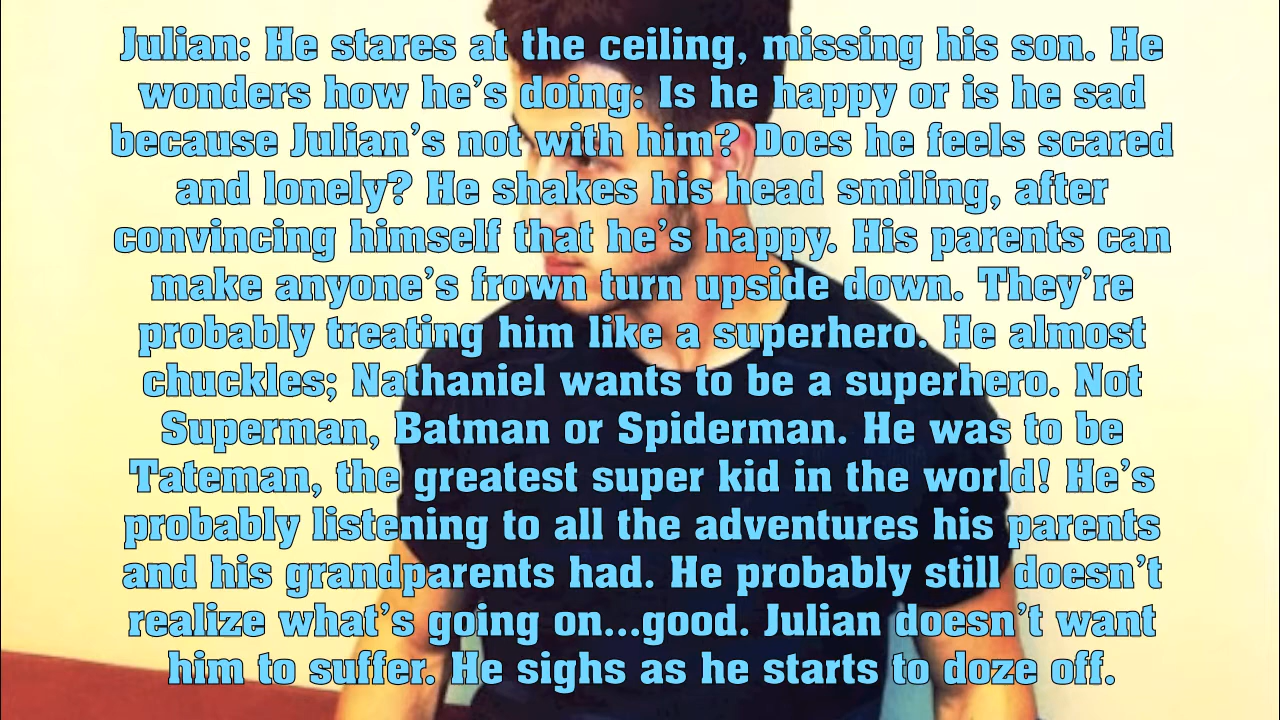 Julian: He stares at the ceiling, missing his son. He
wonders how he's doing: Is he happy or is he sad
because Julian's not with him? Does he feels scared
and lonely? He shakes his head smiling, after
convincing himself that he's happy. His parents can
make anyone's frown turn upside down. They're
probably treating him like a superhero. He almost
chuckles; Nathaniel wants to be a superhero. Not
Superman, Batman or Spiderman. He was to be
Tateman, the greatest super kid in the world! He's
probably listening to all the adventures his parents
and his grandparents had. He probably still doesn't
realize what's going on...good. Julian doesn't want
him to suffer. He sighs as he starts to doze off.